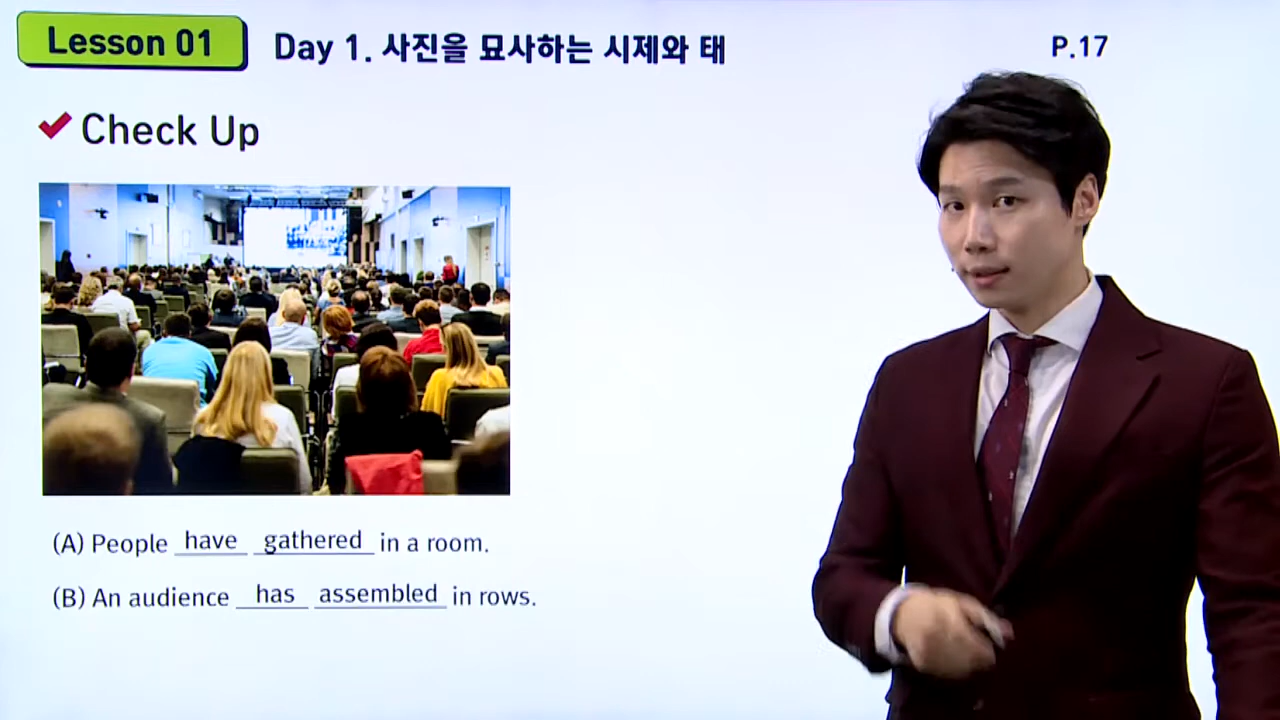 Lesson 01
Day 1. 사진을 묘사하는 시제와 태
P.17
Check Up
(A) People have gathered in a room.
(B) An audience has assembled in rows.